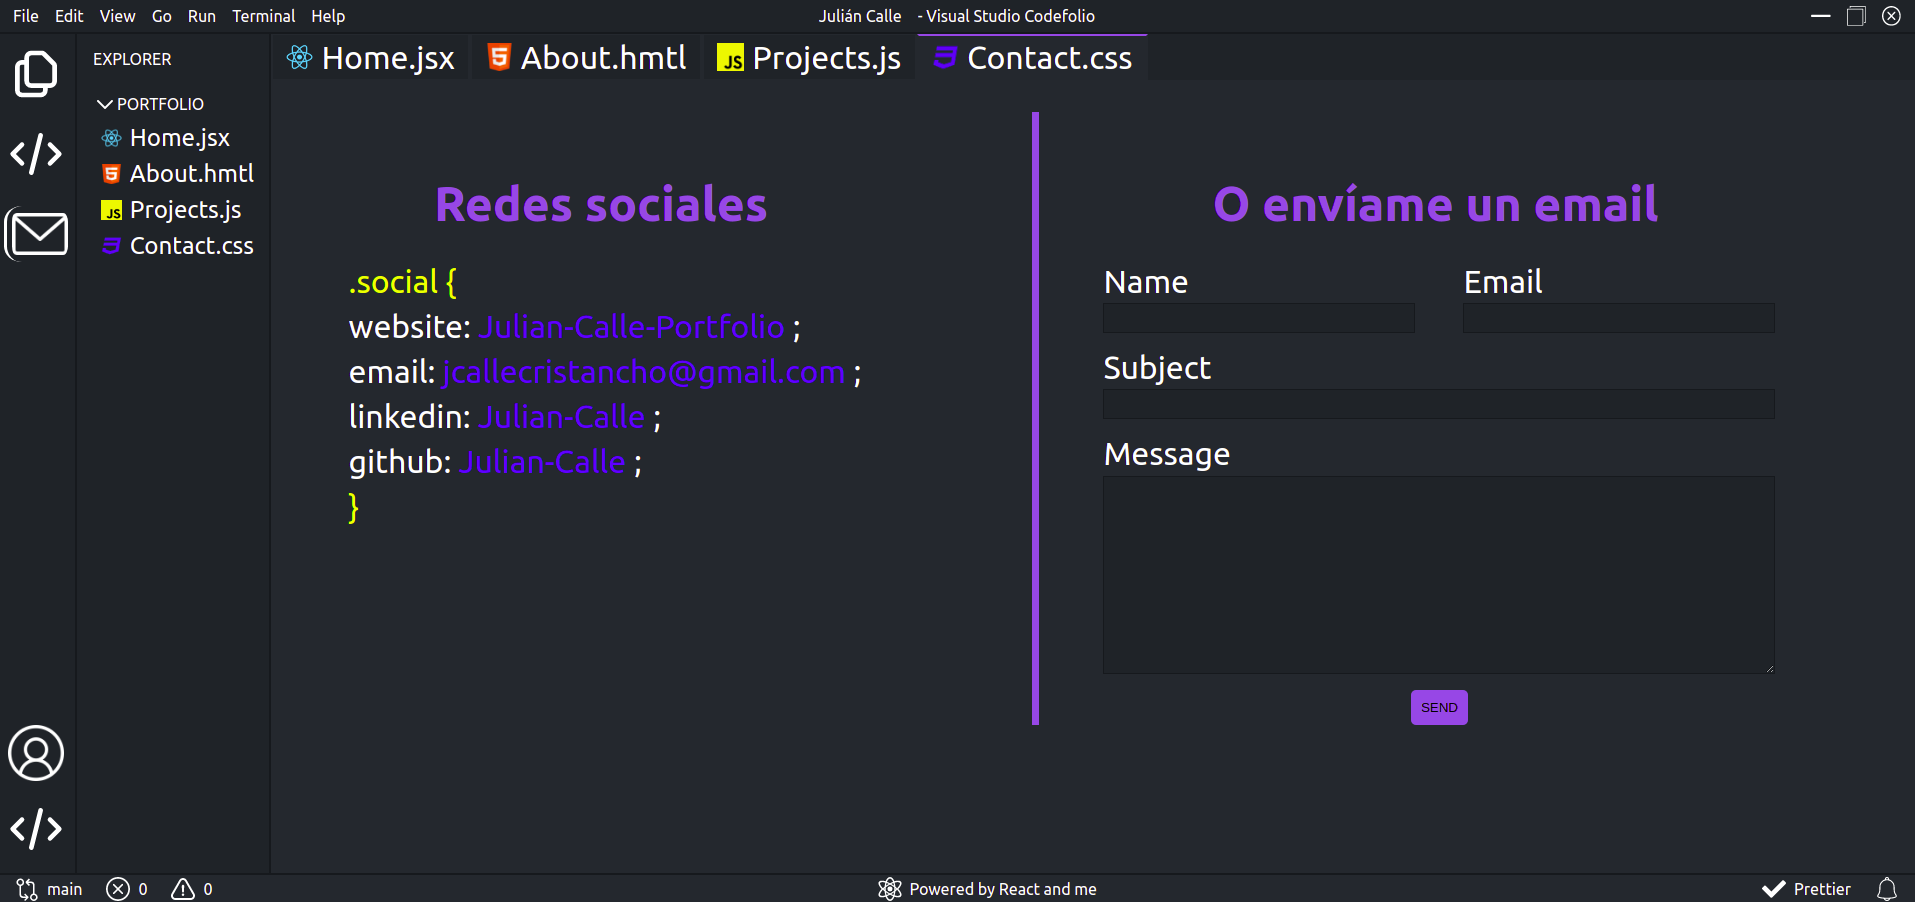 File Edit View Go Run Terminal Help Julián Calle - Visual Studio Codefolio
EXPLORER
PORTFOLIO
Home.jsx
About.hmtl
Projects.js
Contact.css
Home.jsx About.hmtl JS Projects.js Contact.css
Redes sociales
.social {
website: Julian-Calle-Portfolio ;
email: jcallecristancho@gmail.com ;
linkedin: Julian-Calle ;
github: Julian-Calle ;
}
O envíame un email
Name Email
Subject
Message
SEND
main 0 0 Powered by React and me Prettier